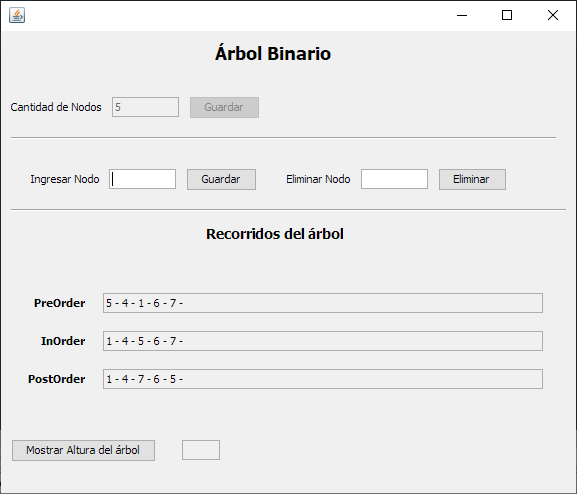 Árbol Binario
Cantidad de Nodos 5 Guardar
Ingresar Nodo Guardar Eliminar Nodo Eliminar
Recorridos del árbol
PreOrder 5 - 4 - 1 - 6 - 7 -
InOrder 1 - 4 - 5 - 6 - 7 -
PostOrder 1 - 4 - 7 - 6 - 5 -
Mostrar Altura del árbol